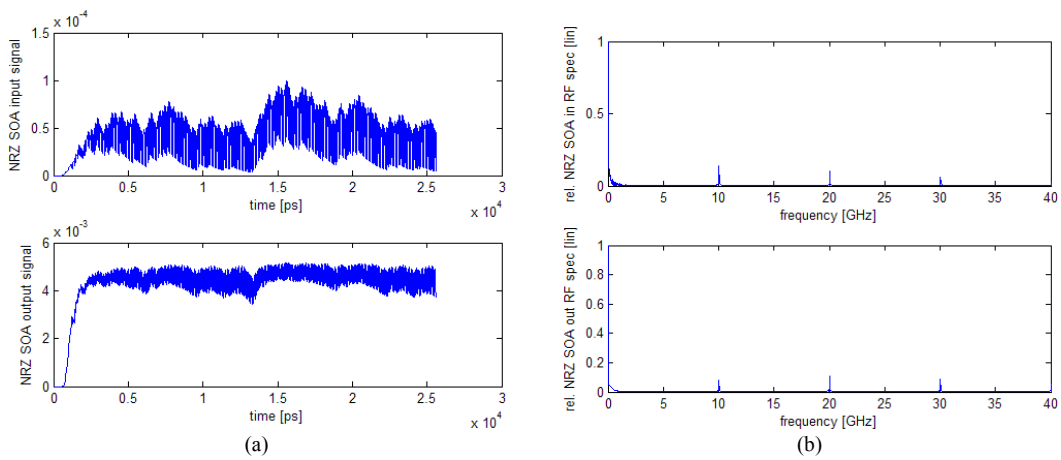 x 10^-4
1.5
1
0.5
0
NRZ SOA input signal
0 0.5 1 1.5 2 2.5 3
time [ps]
x 10^4
x 10^-3
6
4
2
0
NRZ SOA output signal
0 0.5 1 1.5 2 2.5 3
time [ps]
x 10^4
(a)
1
0.5
0
rel. NRZ SOA in RF spec [lin]
0 5 10 15 20 25 30 35 40
frequency [GHz]
1
0.8
0.6
0.4
0.2
0
rel. NRZ SOA out RF spec [lin]
0 5 10 15 20 25 30 35 40
frequency [GHz]
(b)